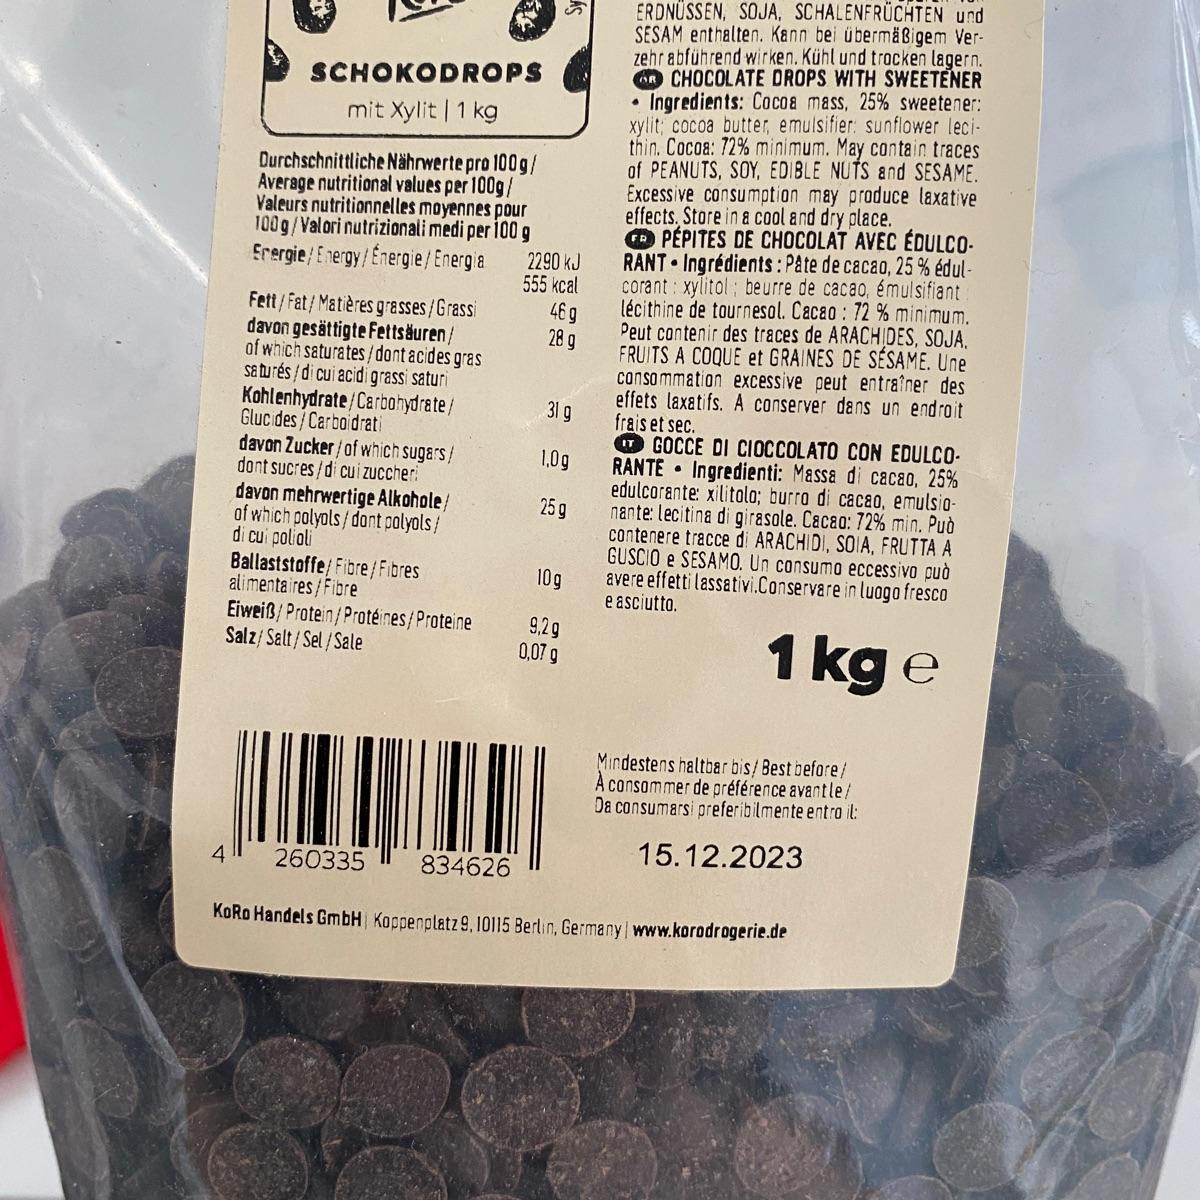 SCHOKODROPS
mit Xylit | 1 kg
Durchschnittliche Nährwerte pro 100 g/
Average nutritional values per 100g/
Valeurs nutritionnelles moyennes pour
100 g/Valori nutrizionali medi per 100 g
Energie/Energy/Énergie/Energia 2290 kJ
555 kcal
Fett/Fat/Matières grasses/Grassi 46 g
davon gesättigte Fettsäuren/ 28 g
of which saturates/dont acides gras
saturés/di cui acidi grassi saturi
Kohlenhydrate/Carbohydrate/ 31 g
Glucides/Carboidrati
davon Zucker/of which sugars/ 1,0 g
dont sucres/di cui zuccheri
davon mehrwertige Alkohole/ 25 g
of which polyols/dont polyols/
di cui polioli
Ballaststoffe/Fibre/Fibres 10 g
alimentaires/Fibre
Eiweiß/Protein/Protéines/Proteine 9,2 g
Salz/Salt/Sel/Sale 0,07 g
ERDNÜSSEN, SOJA, SCHALENFRÜCHTEN und
SESAM enthalten. Kann bei übermäßigem Ver-
zehr abführend wirken. Kühl und trocken lagern.
CHOCOLATE DROPS WITH SWEETENER
• Ingredients: Cocoa mass, 25% sweetener:
xylit; cocoa butter, emulsifier: sunflower leci-
thin. Cocoa: 72% minimum. May contain traces
of PEANUTS, SOY, EDIBLE NUTS and SESAME.
Excessive consumption may produce laxative
effects. Store in a cool and dry place.
FR PÉPITES DE CHOCOLAT AVEC ÉDULCO-
RANT • Ingrédients : Pâte de cacao, 25 % édul-
corant : xylitol ; beurre de cacao, émulsifiant :
lécithine de tournesol. Cacao : 72 % minimum.
Peut contenir des traces de ARACHIDES, SOJA,
FRUITS A COQUE et GRAINES DE SÉSAME. Une
consommation excessive peut entraîner des
effets laxatifs. A conserver dans un endroit
frais et sec.
IT GOCCE DI CIOCCOLATO CON EDULCO-
RANTE • Ingredienti: Massa di cacao, 25%
edulcorante: xilitolo; burro di cacao, emulsio-
nante: lecitina di girasole. Cacao: 72% min. Può
contenere tracce di ARACHIDI, SOIA, FRUTTA A
GUSCIO e SESAMO. Un consumo eccessivo può
avere effetti lassativi.Conservare in luogo fresco
e asciutto.
1 kg e
Mindestens haltbar bis/Best before/
À consommer de préférence avant le/
Da consumarsi preferibilmente entro il:
15.12.2023
4 260335 834626
KoRo Handels GmbH | Koppenplatz 9, 10115 Berlin, Germany | www.korodrogerie.de